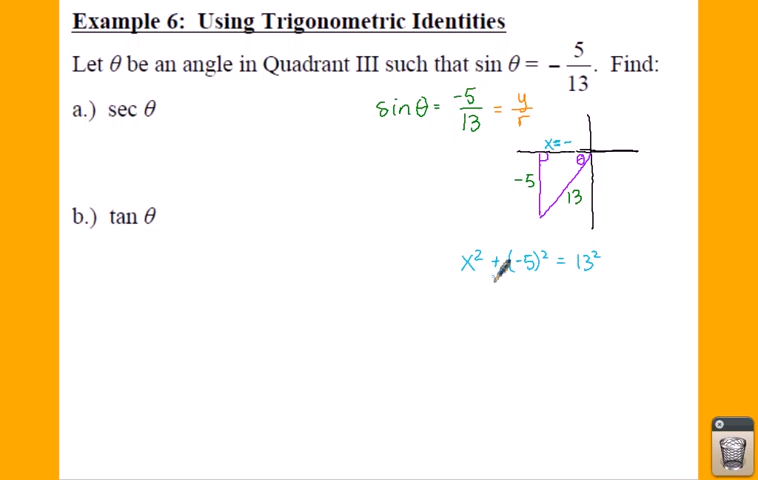 Example 6: Using Trigonometric Identities
Let θ be an angle in Quadrant III such that sin θ = - 5/13. Find:
a.) sec θ
sinθ = -5/13 = y/r
x = -
θ
-5
13
b.) tan θ
x² + (-5)² = 13²